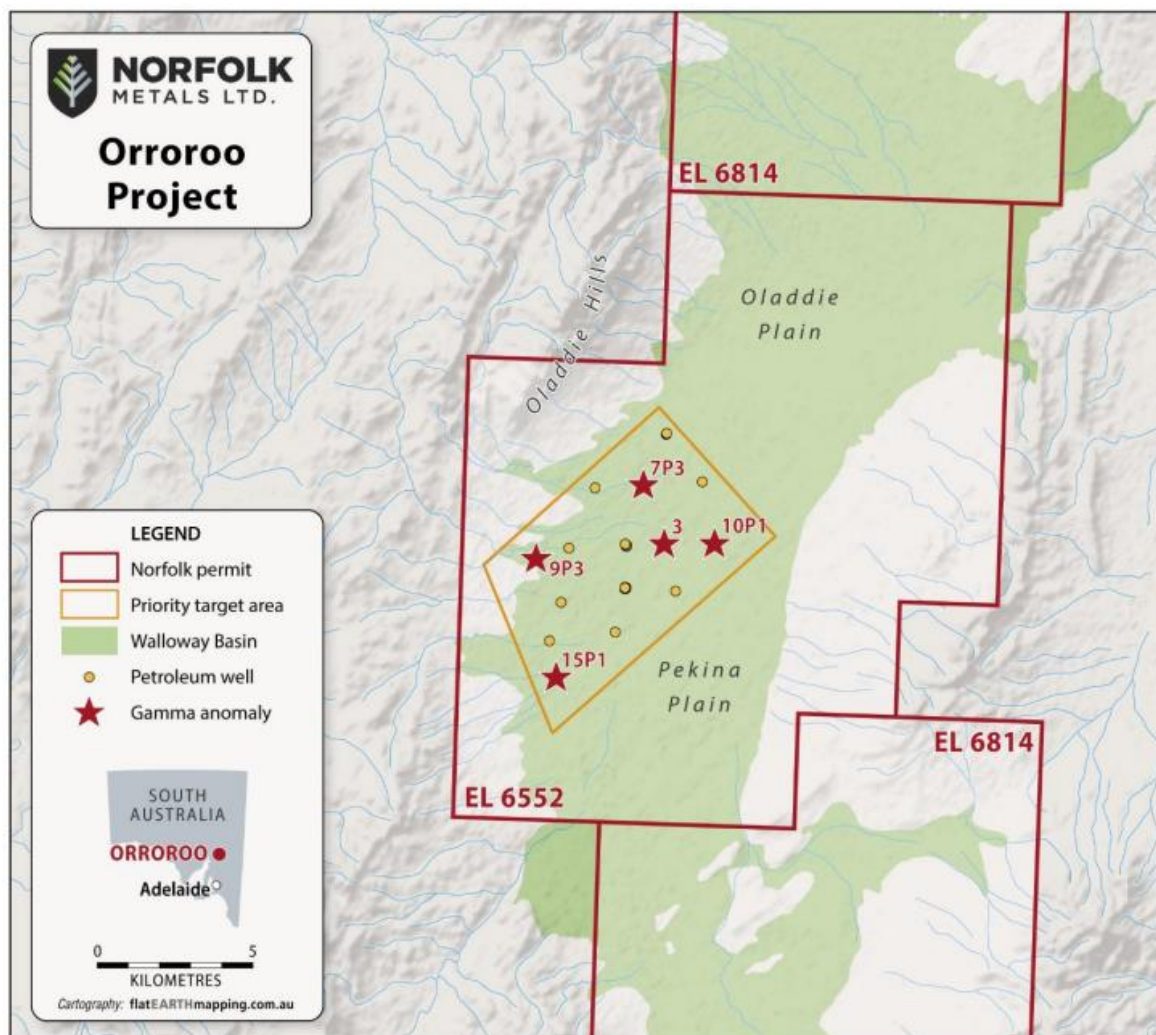 NORFOLK
METALS LTD.
Orroroo
Project
EL 6814
Oladdie Hills
Oladdie
Plain
7P3
3
10P1
9P3
15P1
Pekina
Plain
EL 6814
EL 6552
LEGEND
Norfolk permit
Priority target area
Walloway Basin
Petroleum well
Gamma anomaly
SOUTH
AUSTRALIA
ORROROO
Adelaide
0 5
KILOMETRES
Cartography: flatEARTHmapping.com.au